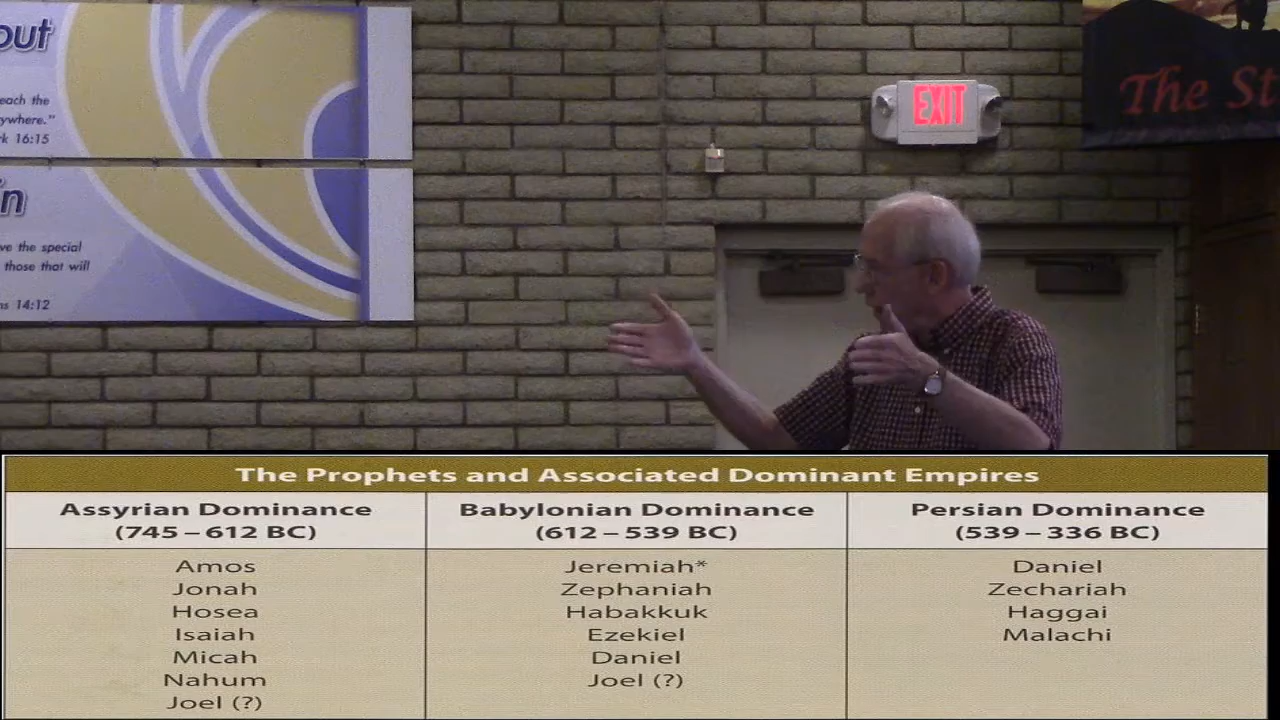 out
each the
ywhere."
rk 16:15
in
ve the special
those that will
ns 14:12
EXIT
The St
The Prophets and Associated Dominant Empires
Assyrian Dominance
(745 – 612 BC)
Babylonian Dominance
(612 – 539 BC)
Persian Dominance
(539 – 336 BC)
Amos
Jonah
Hosea
Isaiah
Micah
Nahum
Joel (?)
Jeremiah*
Zephaniah
Habakkuk
Ezekiel
Daniel
Joel (?)
Daniel
Zechariah
Haggai
Malachi